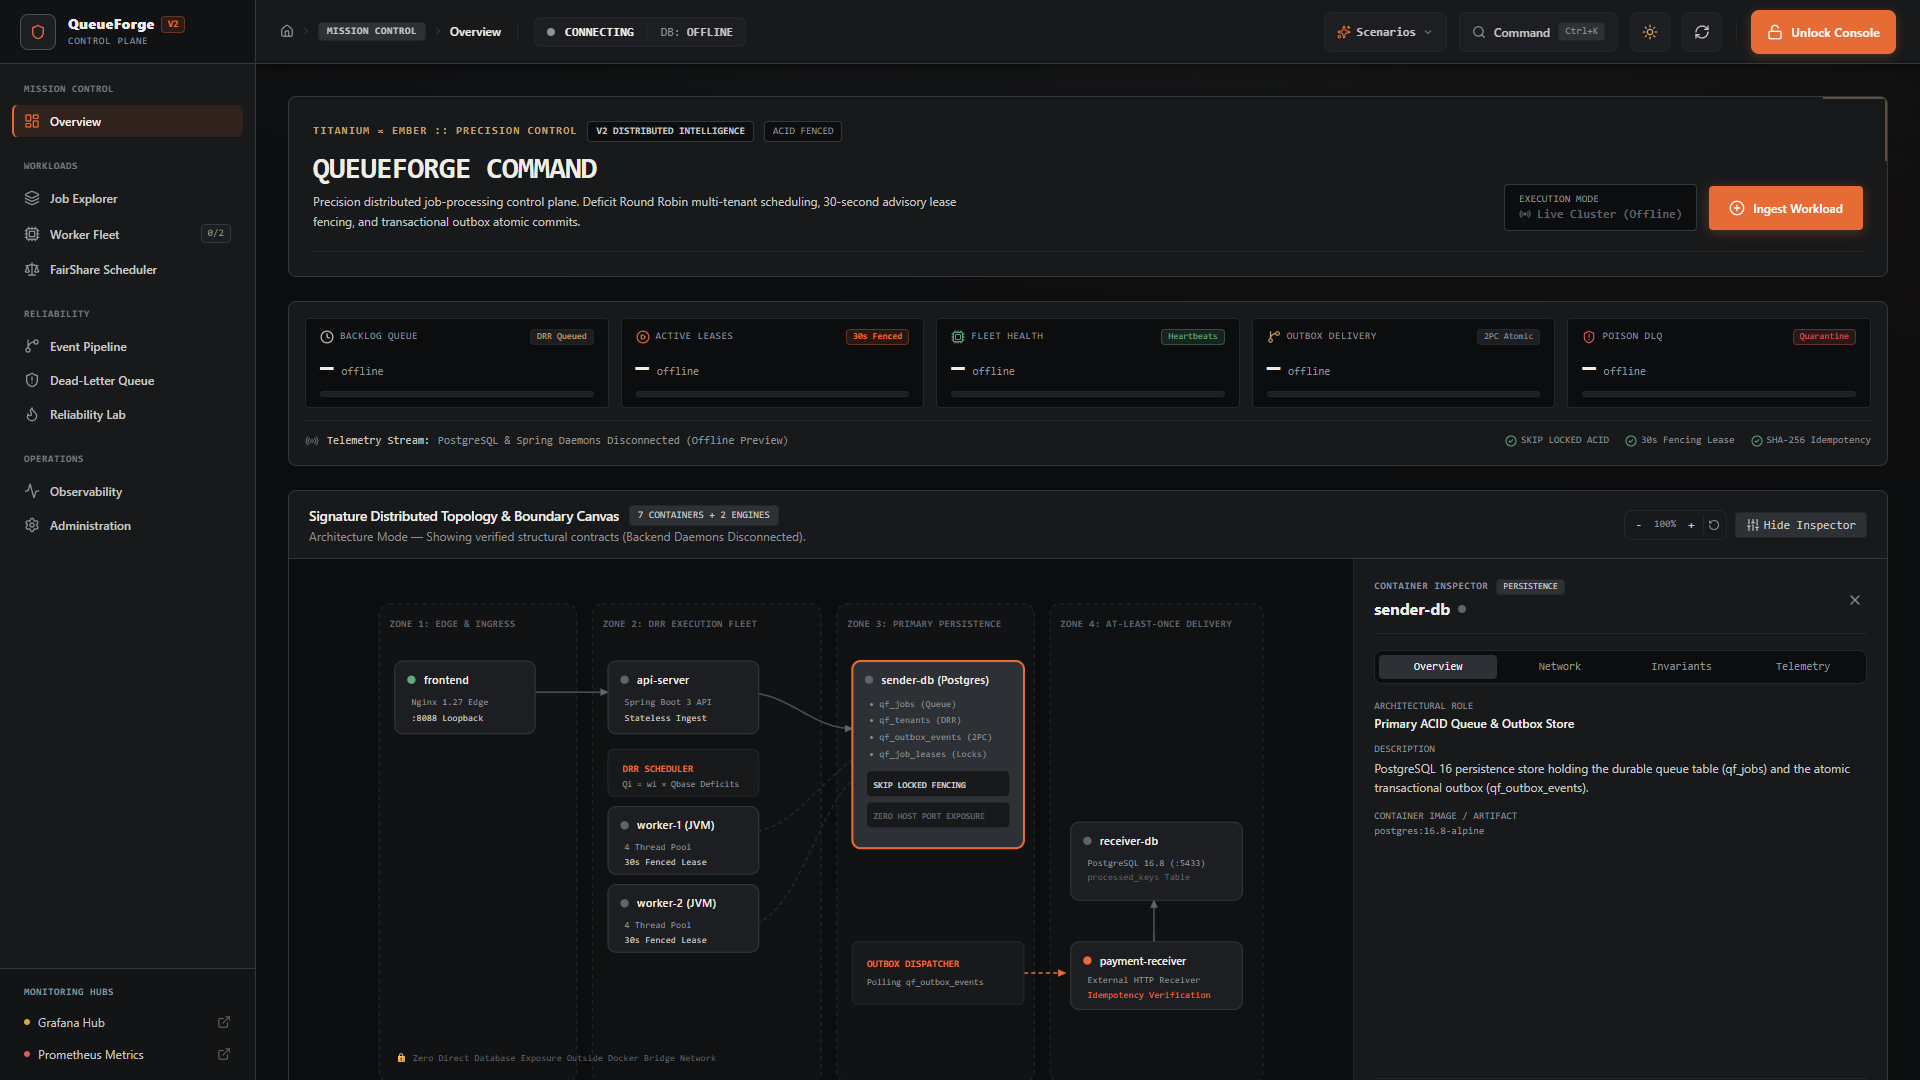 QueueForge V2
CONTROL PLANE
MISSION CONTROL
Overview
WORKLOADS
Job Explorer
Worker Fleet 0/2
FairShare Scheduler
RELIABILITY
Event Pipeline
Dead-Letter Queue
Reliability Lab
OPERATIONS
Observability
Administration
MONITORING HUBS
Grafana Hub
Prometheus Metrics
MISSION CONTROL Overview
CONNECTING DB: OFFLINE
Scenarios
Command Ctrl+K
Unlock Console
TITANIUM × EMBER :: PRECISION CONTROL V2 DISTRIBUTED INTELLIGENCE ACID FENCED
QUEUEFORGE COMMAND
Precision distributed job-processing control plane. Deficit Round Robin multi-tenant scheduling, 30-second advisory lease
fencing, and transactional outbox atomic commits.
EXECUTION MODE
Live Cluster (Offline)
Ingest Workload
BACKLOG QUEUE DRR Queued
— offline
ACTIVE LEASES 30s Fenced
— offline
FLEET HEALTH Heartbeats
— offline
OUTBOX DELIVERY 2PC Atomic
— offline
POISON DLQ Quarantine
— offline
Telemetry Stream: PostgreSQL & Spring Daemons Disconnected (Offline Preview)
SKIP LOCKED ACID 30s Fencing Lease SHA-256 Idempotency
Signature Distributed Topology & Boundary Canvas 7 CONTAINERS + 2 ENGINES
Architecture Mode — Showing verified structural contracts (Backend Daemons Disconnected).
- 100% +
Hide Inspector
ZONE 1: EDGE & INGRESS
frontend
Nginx 1.27 Edge
:8088 Loopback
ZONE 2: DRR EXECUTION FLEET
api-server
Spring Boot 3 API
Stateless Ingest
DRR SCHEDULER
Qi = wi × Qbase Deficits
worker-1 (JVM)
4 Thread Pool
30s Fenced Lease
worker-2 (JVM)
4 Thread Pool
30s Fenced Lease
ZONE 3: PRIMARY PERSISTENCE
sender-db (Postgres)
• qf_jobs (Queue)
• qf_tenants (DRR)
• qf_outbox_events (2PC)
• qf_job_leases (Locks)
SKIP LOCKED FENCING
ZERO HOST PORT EXPOSURE
OUTBOX DISPATCHER
Polling qf_outbox_events
ZONE 4: AT-LEAST-ONCE DELIVERY
receiver-db
PostgreSQL 16.8 (:5433)
processed_keys Table
payment-receiver
External HTTP Receiver
Idempotency Verification
Zero Direct Database Exposure Outside Docker Bridge Network
CONTAINER INSPECTOR PERSISTENCE
sender-db
Overview Network Invariants Telemetry
ARCHITECTURAL ROLE
Primary ACID Queue & Outbox Store
DESCRIPTION
PostgreSQL 16 persistence store holding the durable queue table (qf_jobs) and the atomic
transactional outbox (qf_outbox_events).
CONTAINER IMAGE / ARTIFACT
postgres:16.8-alpine